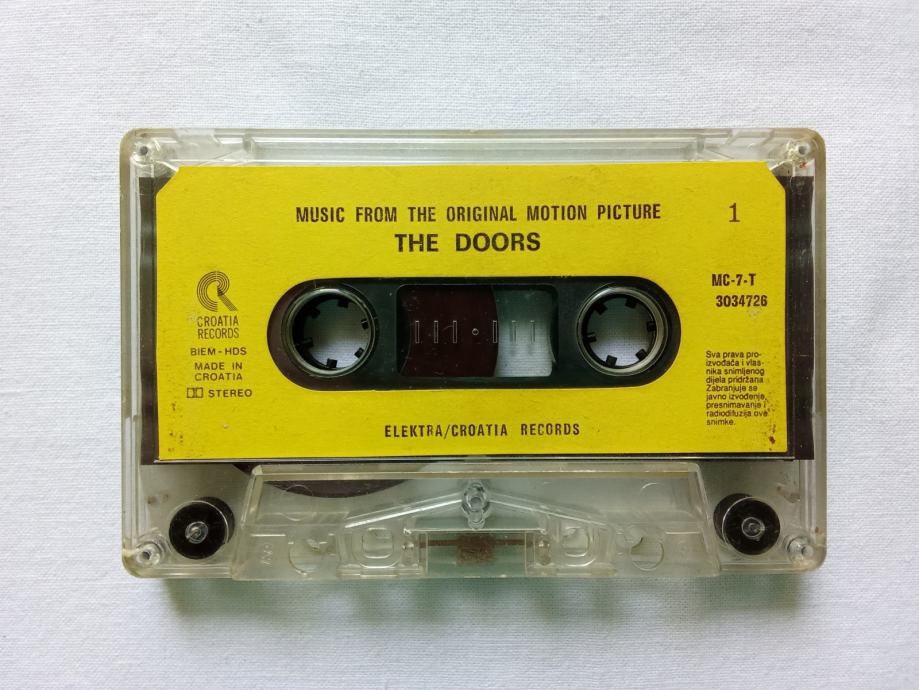 MUSIC FROM THE ORIGINAL MOTION PICTURE
THE DOORS
1
MC-7-T
3034726
CROATIA
RECORDS
BIEM-HDS
MADE IN
CROATIA
STEREO
Sva prava pro-
izvođača i vlas-
nika snimljenog
dijela pridržana
Zabranjuje se
javno izvođenje,
presnimavanje i
radiodifuzija ove
snimke.
ELEKTRA/CROATIA RECORDS